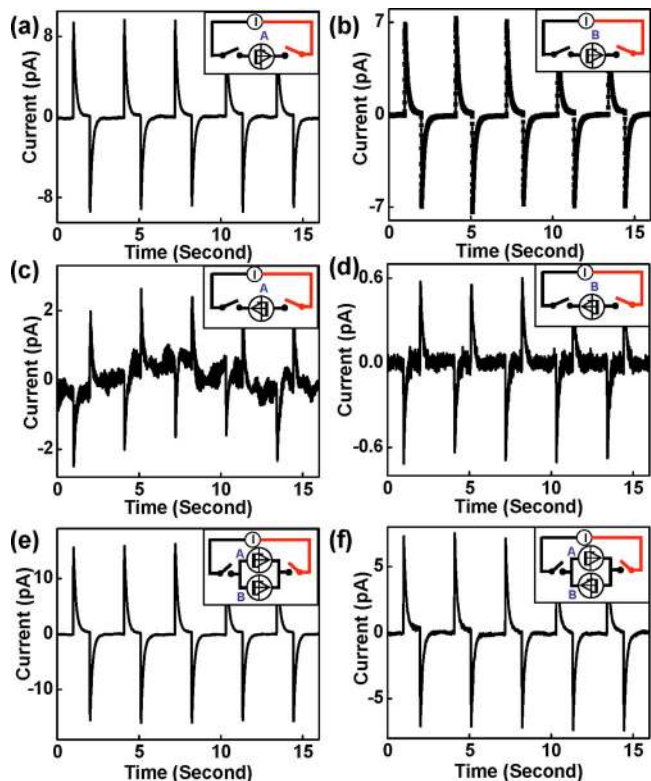 (a)
Current (pA)
8
0
-8
0 5 10 15
Time (Second)
I
A
(b)
Current (pA)
7
0
-7
0 5 10 15
Time (Second)
I
B
(c)
Current (pA)
2
0
-2
0 5 10 15
Time (Second)
I
A
(d)
Current (pA)
0.6
0.0
-0.6
0 5 10 15
Time (Second)
I
B
(e)
Current (pA)
10
0
-10
0 5 10 15
Time (Second)
I
A
B
(f)
Current (pA)
5
0
-5
0 5 10 15
Time (Second)
I
A
B